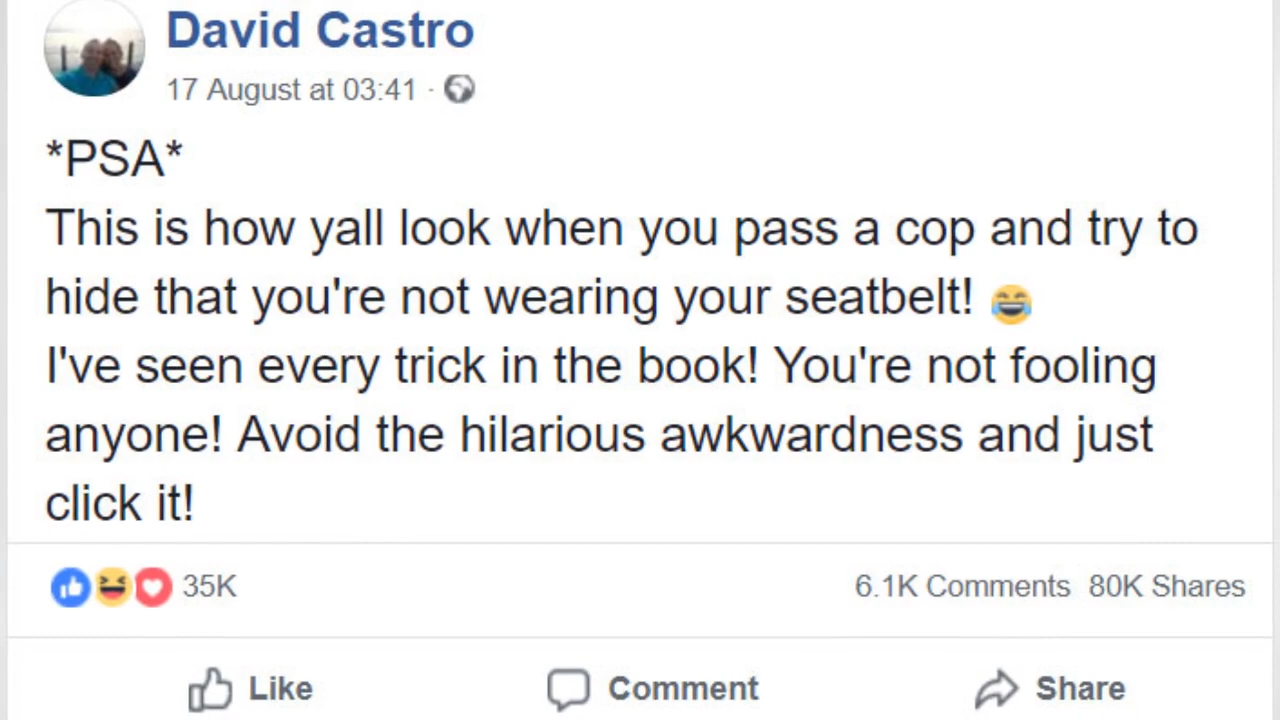 David Castro
17 August at 03:41 ·
*PSA*
This is how yall look when you pass a cop and try to
hide that you're not wearing your seatbelt! 😂
I've seen every trick in the book! You're not fooling
anyone! Avoid the hilarious awkwardness and just
click it!
35K 6.1K Comments 80K Shares
Like Comment Share